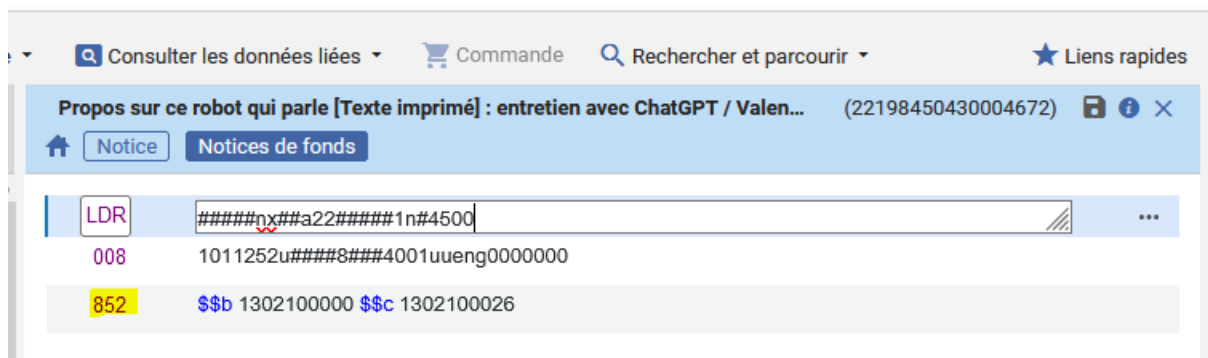 Consulter les données liées Commande Rechercher et parcourir Liens rapides
Propos sur ce robot qui parle [Texte imprimé] : entretien avec ChatGPT / Valen... (22198450430004672)
Notice Notices de fonds
LDR #####nx##a22#####1n#4500
008 1011252u####8###4001uueng0000000
852 $$b 1302100000 $$c 1302100026